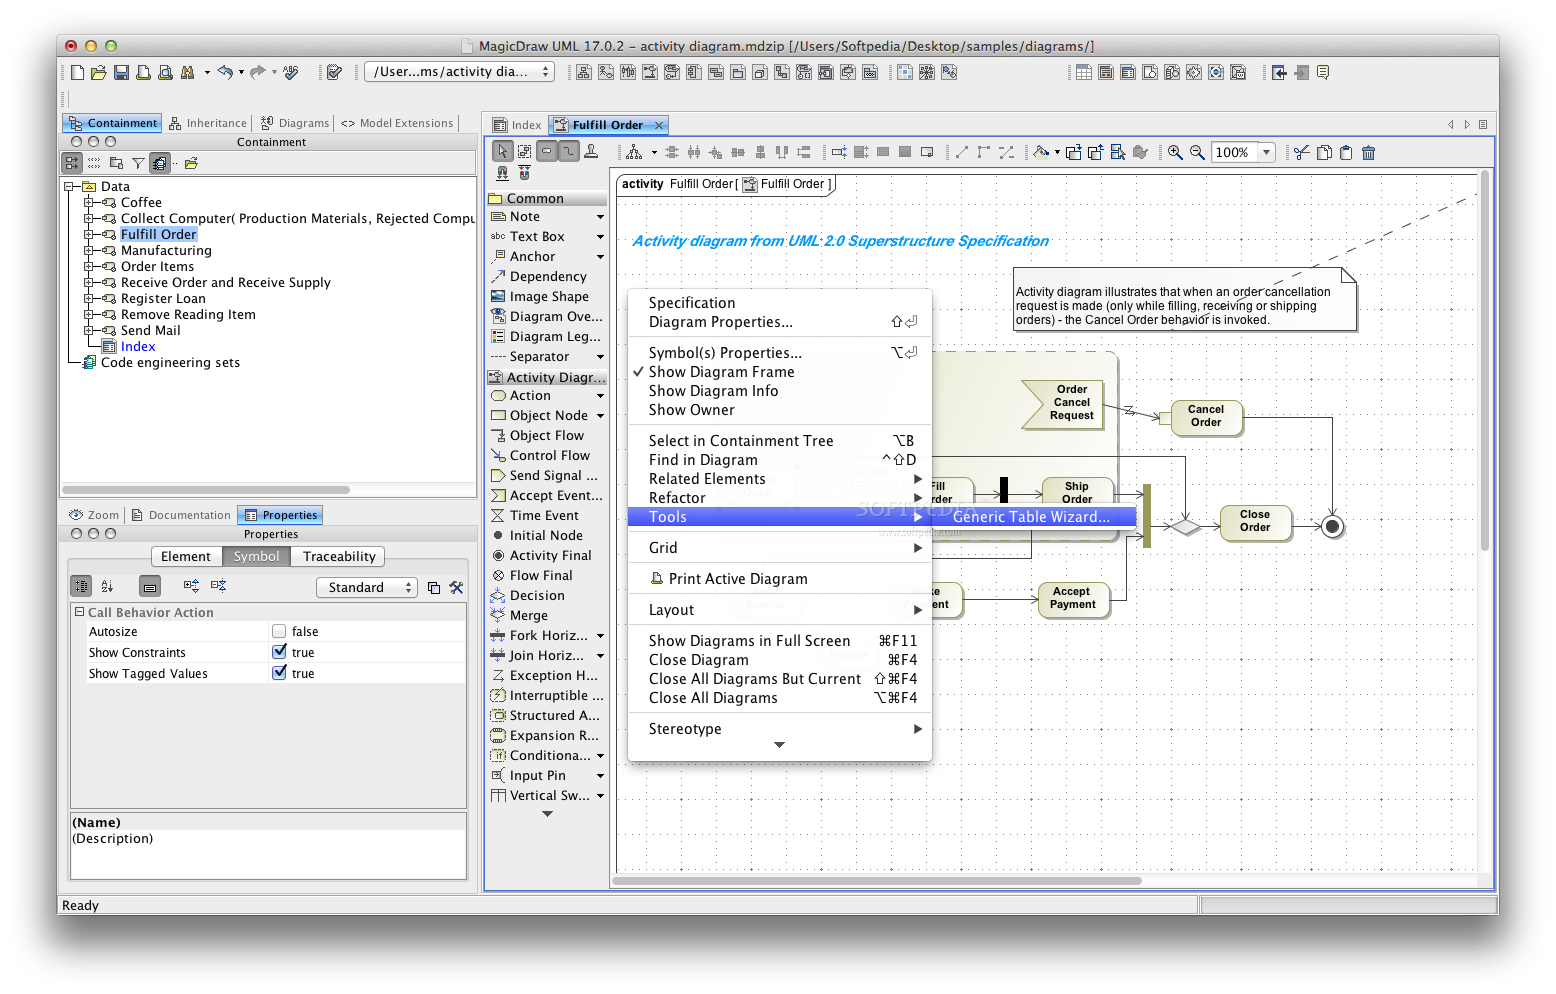 MagicDraw UML 17.0.2 - activity diagram.mdzip [/Users/Softpedia/Desktop/samples/diagrams/]
/User...ms/activity dia...
Containment
Inheritance
Diagrams
<> Model Extensions
Containment
Data
Coffee
Collect Computer( Production Materials, Rejected Compu
Fulfill Order
Manufacturing
Order Items
Receive Order and Receive Supply
Register Loan
Remove Reading Item
Send Mail
Index
Code engineering sets
Zoom
Documentation
Properties
Properties
Element
Symbol
Traceability
Standard
Call Behavior Action
Autosize
false
Show Constraints
true
Show Tagged Values
true
(Name)
(Description)
Ready
Index
Fulfill Order
100%
Common
Note
abc Text Box
Anchor
Dependency
Image Shape
Diagram Ove...
Diagram Leg...
Separator
Activity Diagr...
Action
Object Node
Object Flow
Control Flow
Send Signal ...
Accept Event...
Time Event
Initial Node
Activity Final
Flow Final
Decision
Merge
Fork Horiz...
Join Horiz...
Exception H...
Interruptible ...
Structured A...
Expansion R...
Conditiona...
Input Pin
Vertical Sw...
activity Fulfill Order [ Fulfill Order ]
Activity diagram from UML 2.0 Superstructure Specification
Activity diagram illustrates that when an order cancellation
request is made (only while filling, receiving or shipping
orders) - the Cancel Order behavior is invoked.
Specification
Diagram Properties... ⇧⏎
Symbol(s) Properties... ⌥⏎
✓ Show Diagram Frame
Show Diagram Info
Show Owner
Select in Containment Tree ⌥B
Find in Diagram ^⇧D
Related Elements
Refactor
Tools
Generic Table Wizard...
Grid
Print Active Diagram
Layout
Show Diagrams in Full Screen ⌘F11
Close Diagram ⌘F4
Close All Diagrams But Current ⇧⌘F4
Close All Diagrams ⌥⌘F4
Stereotype
Order
Cancel
Request
Cancel
Order
Ship
Order
Close
Order
Accept
Payment
SOFTPEDIA
www.softpedia.com